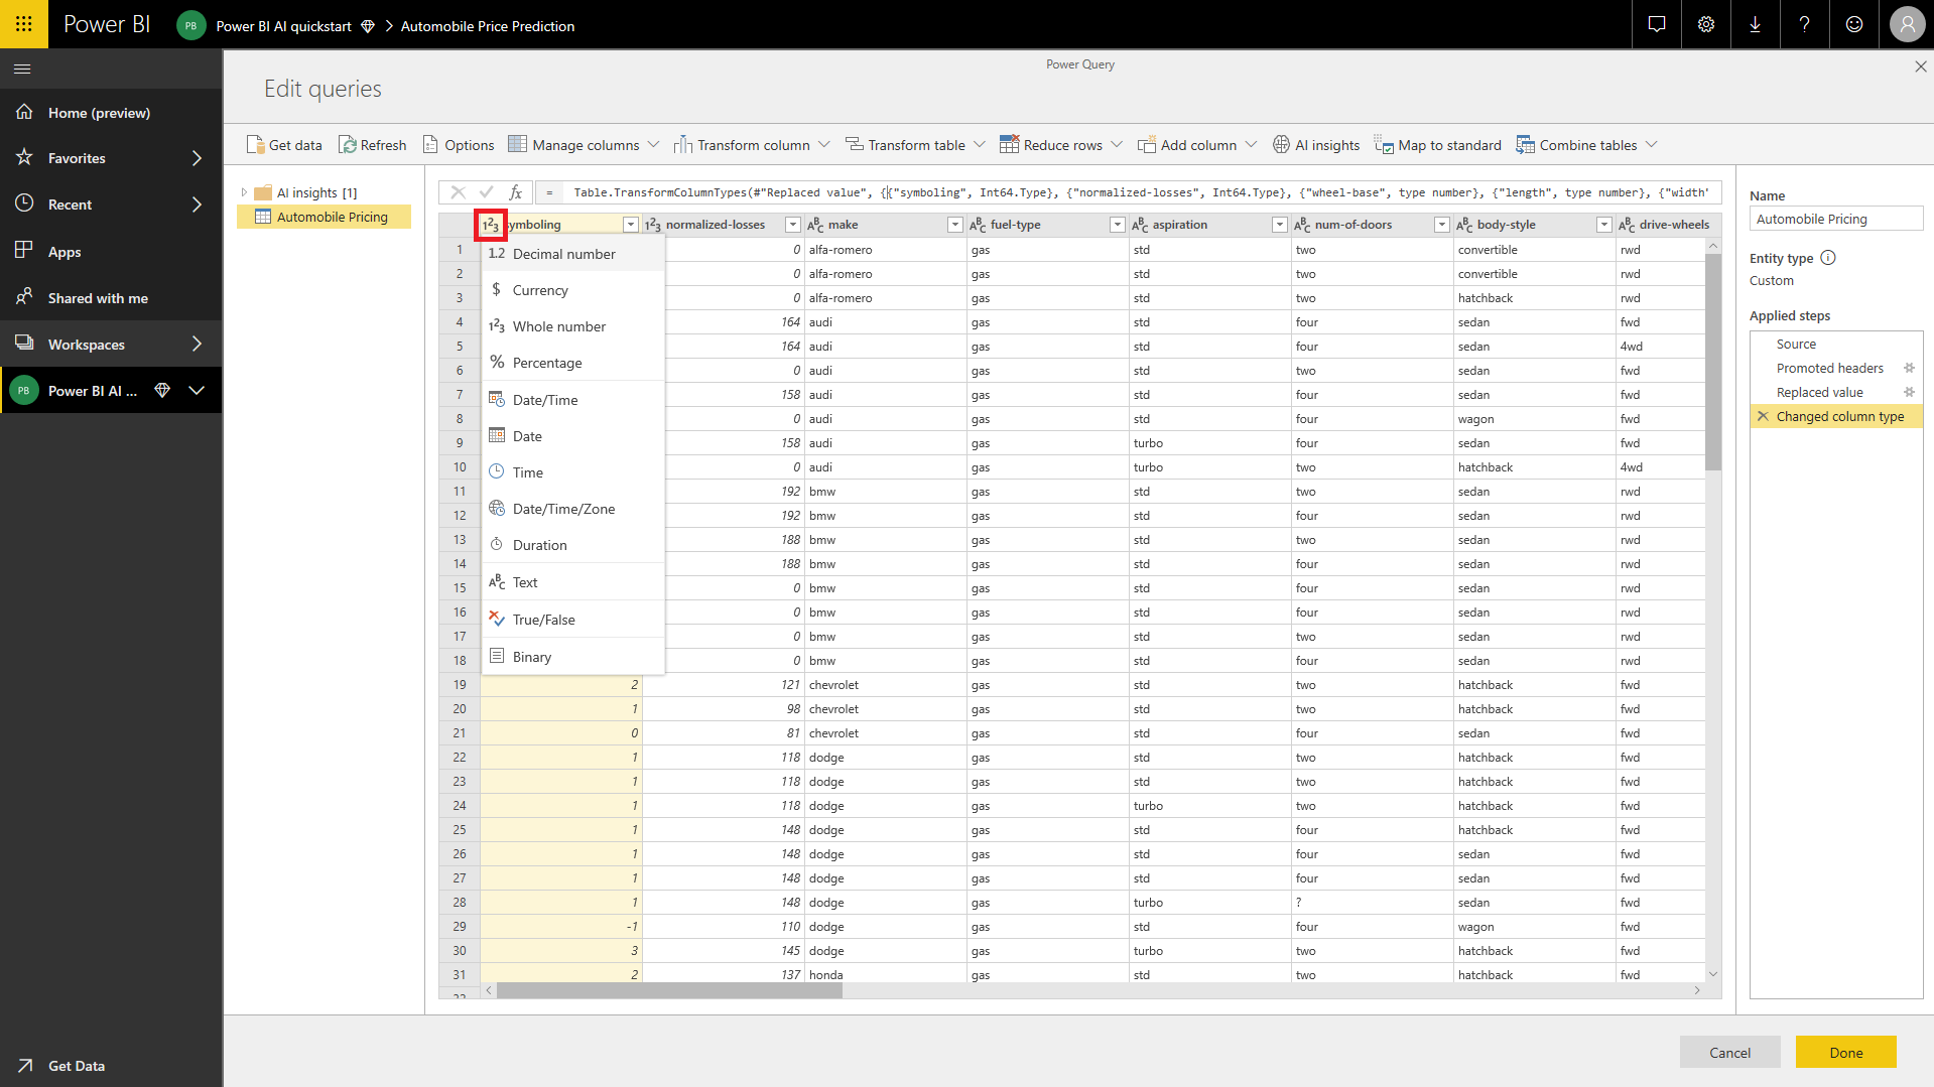 Power BI PB Power BI AI quickstart Automobile Price Prediction ?
Power Query
Edit queries
Home (preview)
Favorites
Recent
Apps
Shared with me
Workspaces
PB Power BI AI ...
Get Data
Get data Refresh Options Manage columns Transform column Transform table Reduce rows Add column AI insights Map to standard Combine tables
AI insights [1]
Automobile Pricing
fx = Table.TransformColumnTypes(#"Replaced value", {{"symboling", Int64.Type}, {"normalized-losses", Int64.Type}, {"wheel-base", type number}, {"length", type number}, {"width"
123 symboling 123 normalized-losses ABC make ABC fuel-type ABC aspiration ABC num-of-doors ABC body-style ABC drive-wheels
1.2 Decimal number
$ Currency
123 Whole number
% Percentage
Date/Time
Date
Time
Date/Time/Zone
Duration
ABC Text
True/False
Binary
1 0 alfa-romero gas std two convertible rwd
2 0 alfa-romero gas std two convertible rwd
3 0 alfa-romero gas std two hatchback rwd
4 164 audi gas std four sedan fwd
5 164 audi gas std four sedan 4wd
6 0 audi gas std two sedan fwd
7 158 audi gas std four sedan fwd
8 0 audi gas std four wagon fwd
9 158 audi gas turbo four sedan fwd
10 0 audi gas turbo two hatchback 4wd
11 192 bmw gas std two sedan rwd
12 192 bmw gas std four sedan rwd
13 188 bmw gas std two sedan rwd
14 188 bmw gas std four sedan rwd
15 0 bmw gas std four sedan rwd
16 0 bmw gas std four sedan rwd
17 0 bmw gas std two sedan rwd
18 0 bmw gas std four sedan rwd
19 2 121 chevrolet gas std two hatchback fwd
20 1 98 chevrolet gas std two hatchback fwd
21 0 81 chevrolet gas std four sedan fwd
22 1 118 dodge gas std two hatchback fwd
23 1 118 dodge gas std two hatchback fwd
24 1 118 dodge gas turbo two hatchback fwd
25 1 148 dodge gas std four hatchback fwd
26 1 148 dodge gas std four sedan fwd
27 1 148 dodge gas std four sedan fwd
28 1 148 dodge gas turbo ? sedan fwd
29 -1 110 dodge gas std four wagon fwd
30 3 145 dodge gas turbo two hatchback fwd
31 2 137 honda gas std two hatchback fwd
32
Name
Automobile Pricing
Entity type
Custom
Applied steps
Source
Promoted headers
Replaced value
Changed column type
Cancel Done